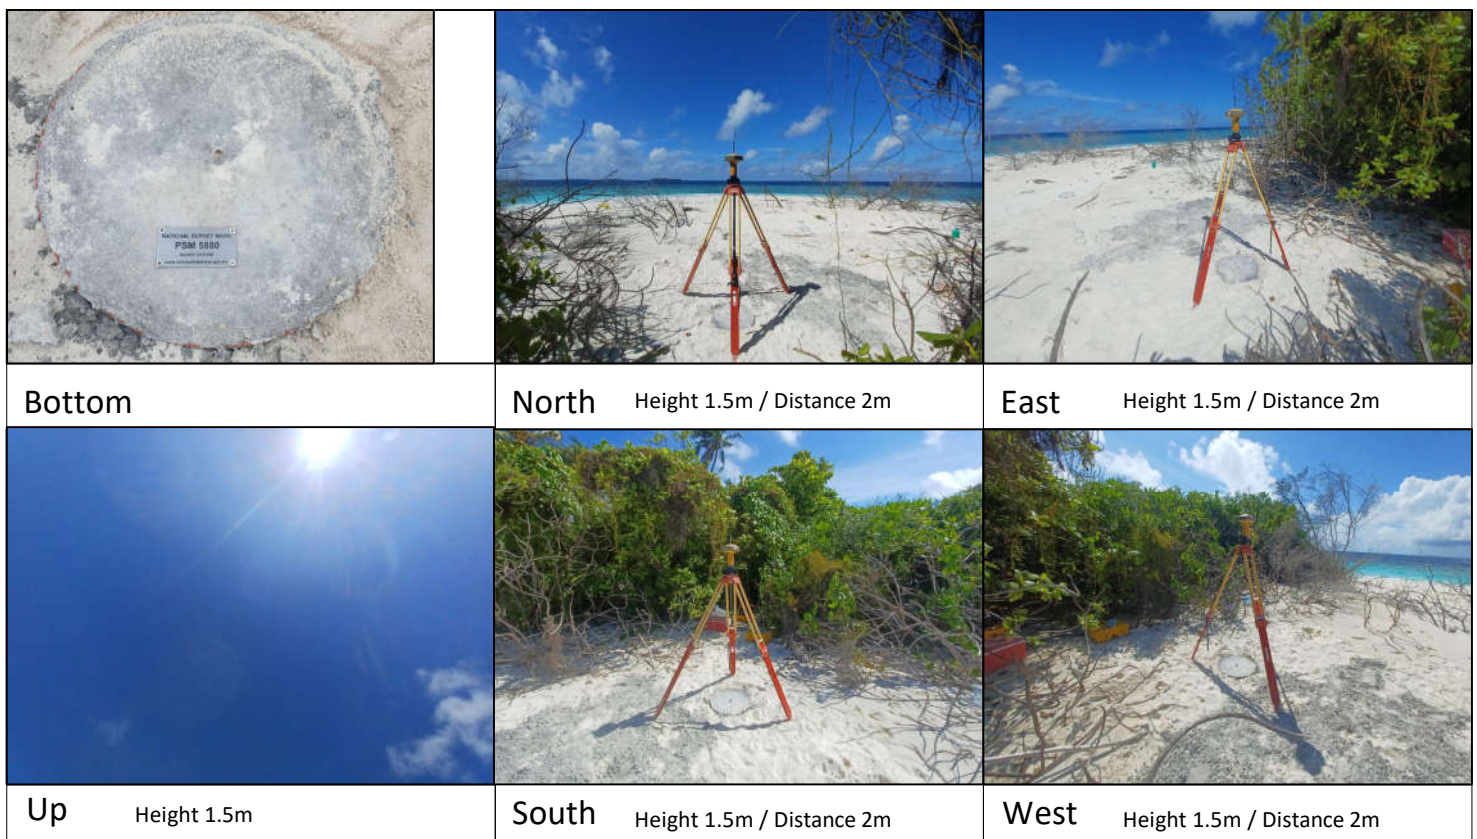 NATIONAL SURVEY MARK
PSM 5880
Bottom
North Height 1.5m / Distance 2m
East Height 1.5m / Distance 2m
Up Height 1.5m
South Height 1.5m / Distance 2m
West Height 1.5m / Distance 2m